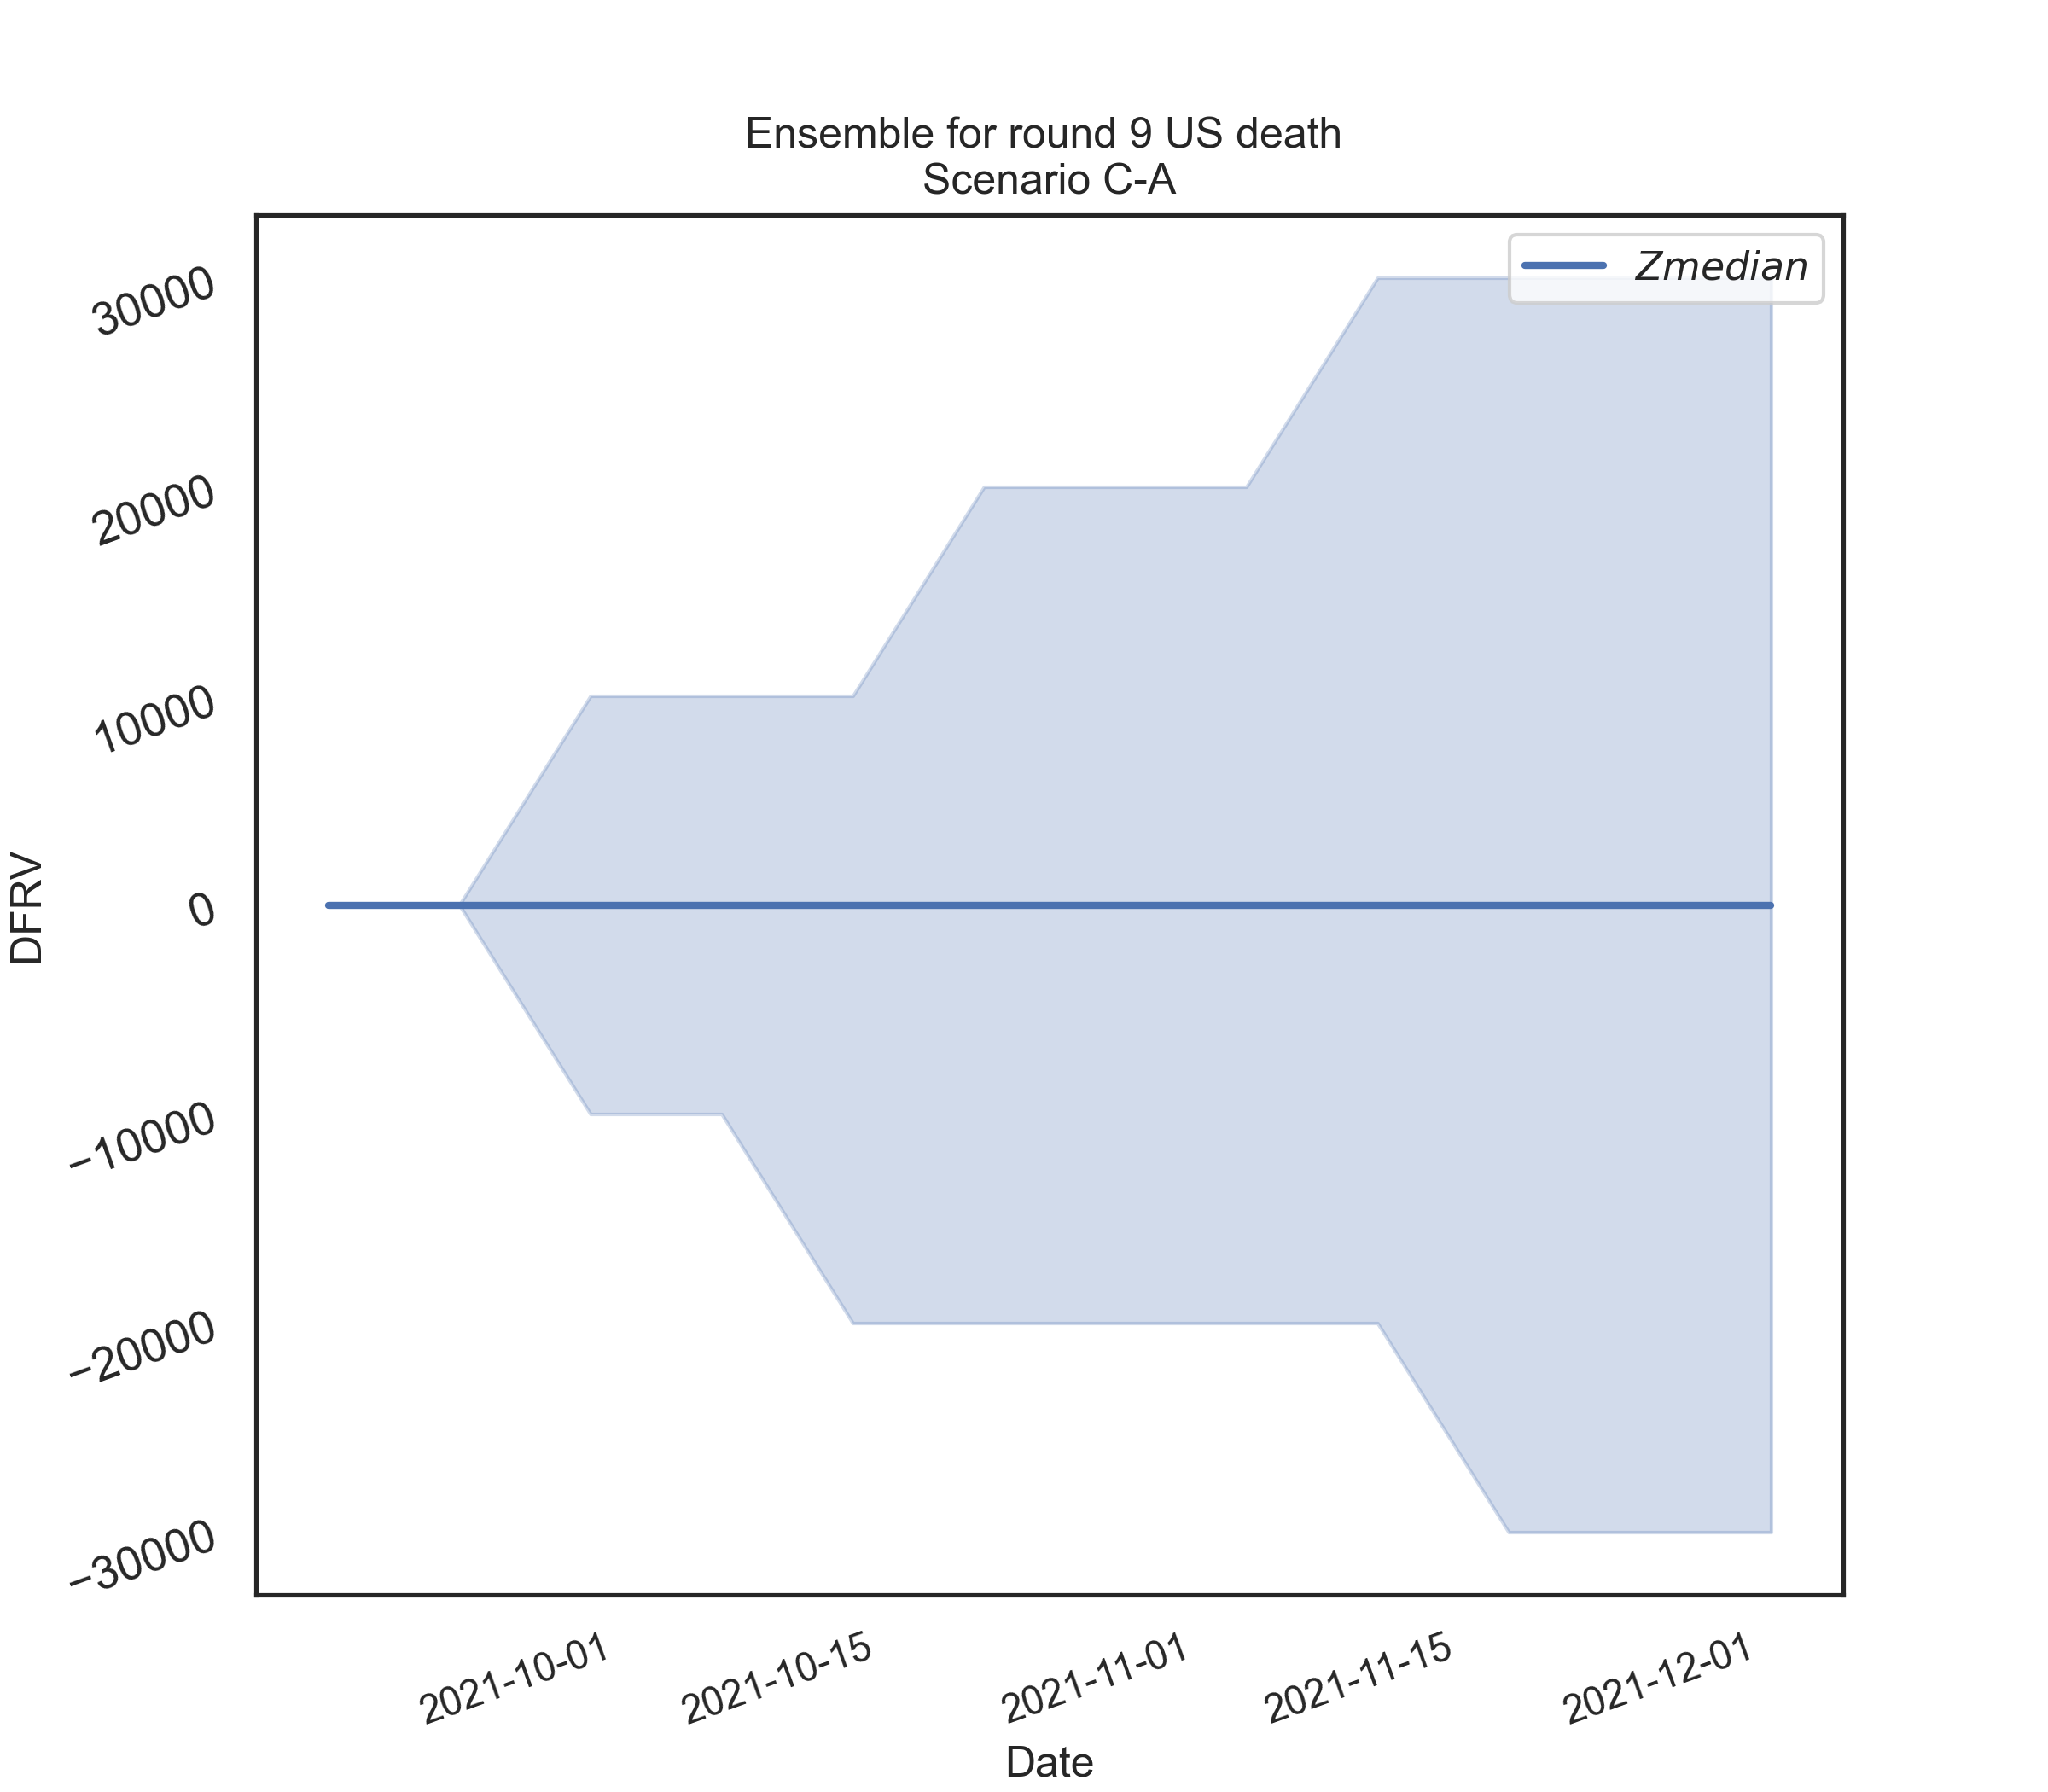 Ensemble for round 9 US death
Scenario C-A
Zmedian
30000
20000
10000
0
−10000
−20000
−30000
DFRV
2021-10-01
2021-10-15
2021-11-01
2021-11-15
2021-12-01
Date